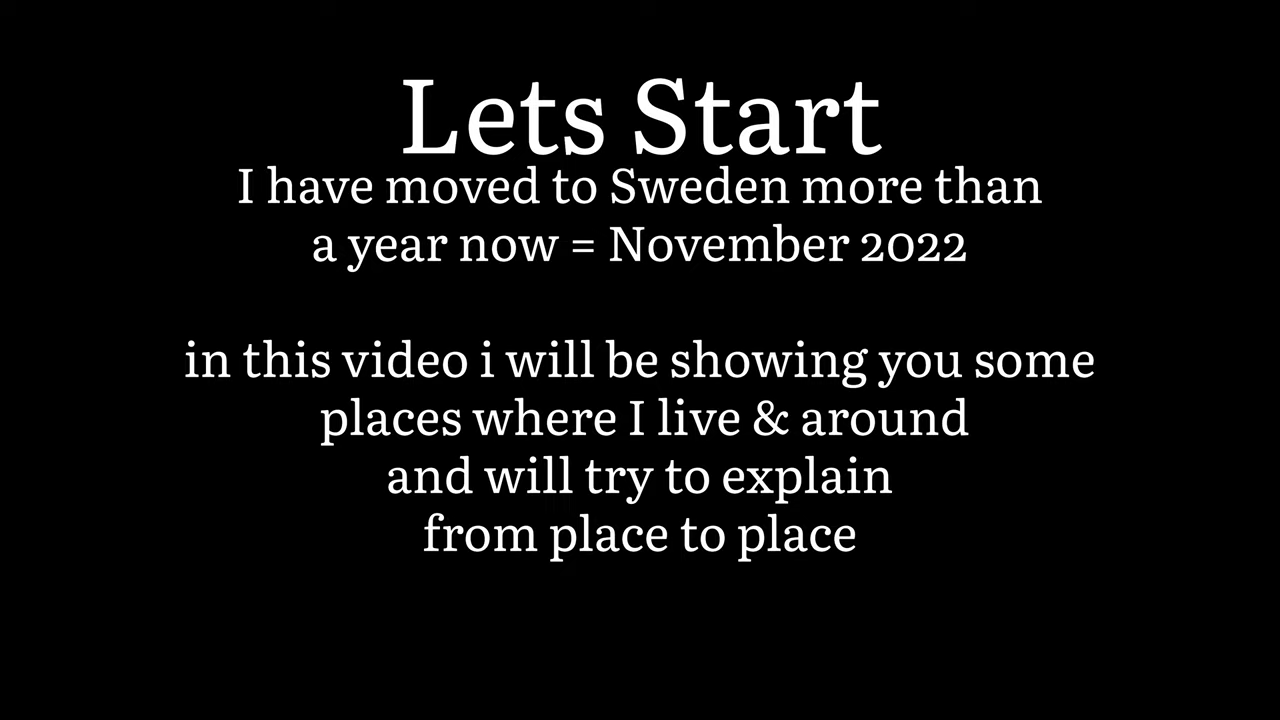 Lets Start
I have moved to Sweden more than
a year now = November 2022
in this video i will be showing you some
places where I live & around
and will try to explain
from place to place